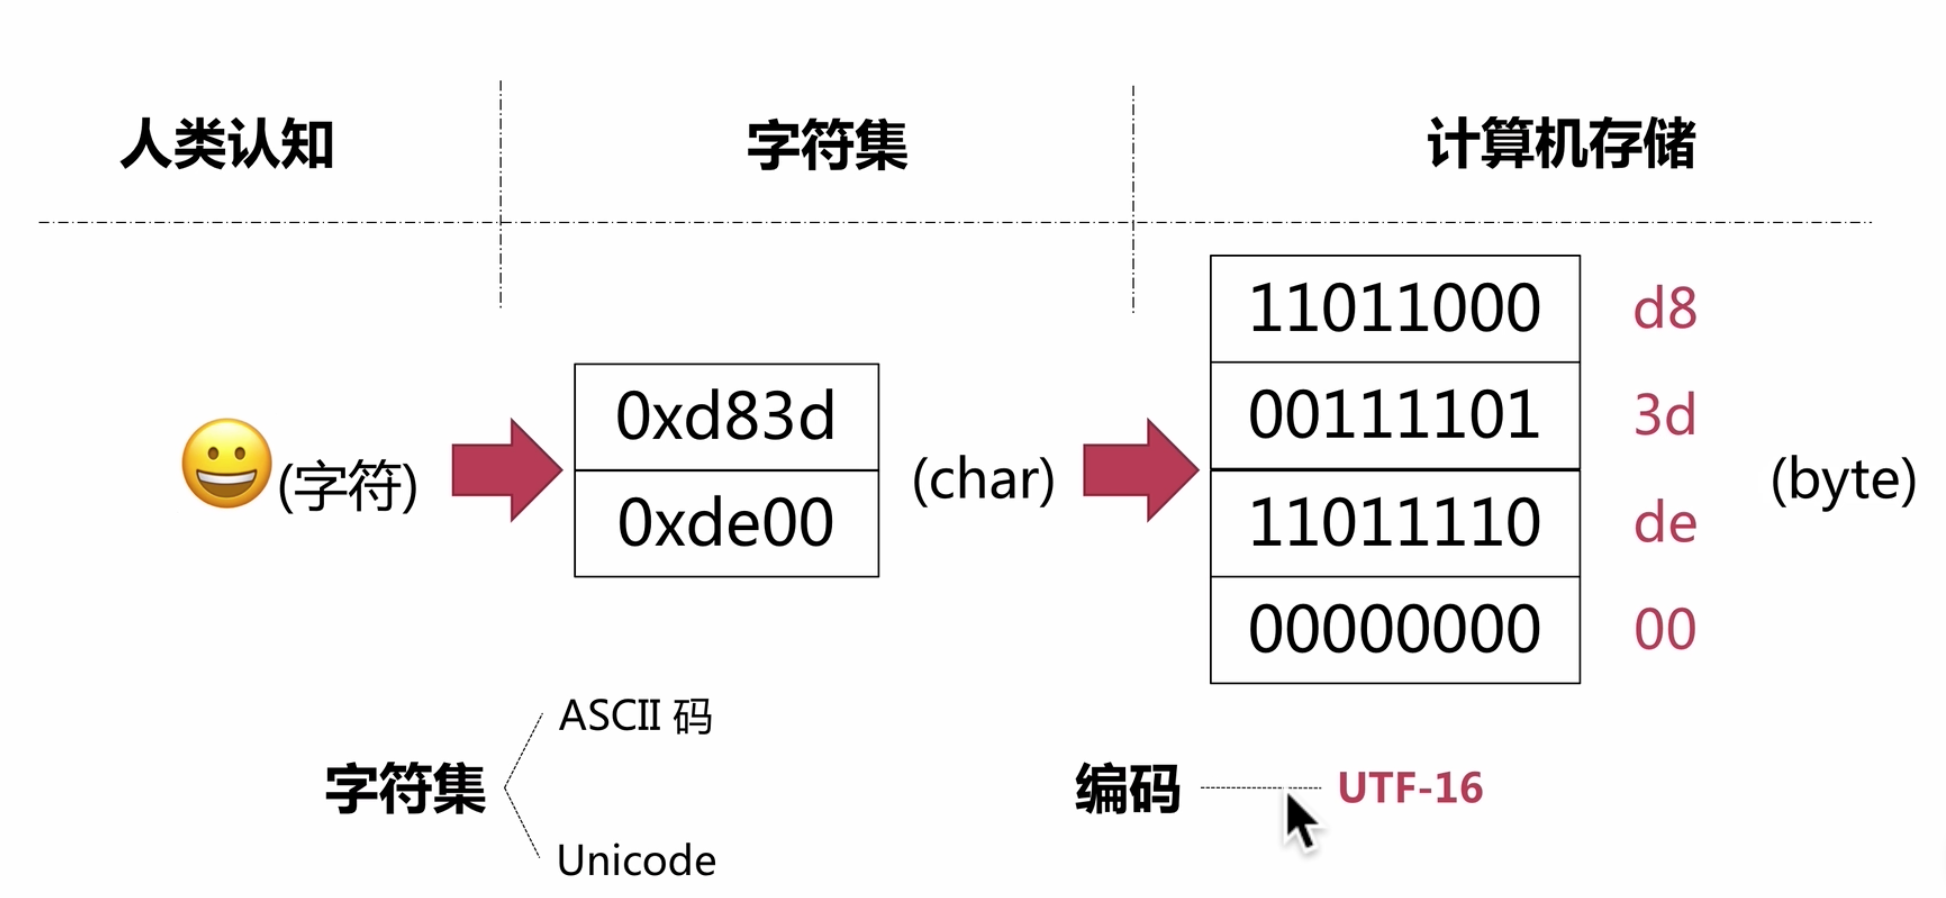 人类认知
字符集
计算机存储
(字符)
0xd83d
0xde00
(char)
11011000 d8
00111101 3d
11011110 de
00000000 00
(byte)
字符集
ASCII 码
Unicode
编码
UTF-16